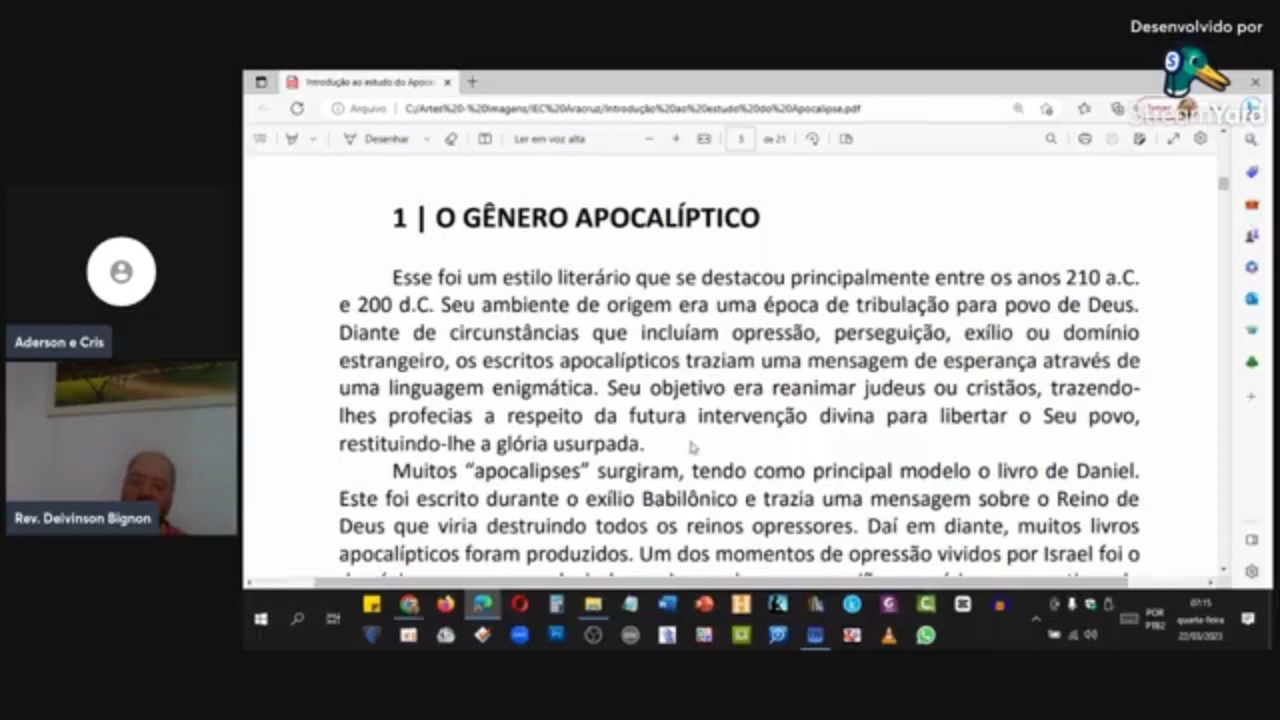 Desenvolvido por
StreamYard
Introdução ao estudo do Apoc
Arquivo
C:/Artes%20-%20Imagens/IEC%20Aracruz/Introdução%20ao%20estudo%20do%20Apocalipse.pdf
Desenhar
Ler em voz alta
3
de 21
1 | O GÊNERO APOCALÍPTICO
Esse foi um estilo literário que se destacou principalmente entre os anos 210 a.C.
e 200 d.C. Seu ambiente de origem era uma época de tribulação para povo de Deus.
Diante de circunstâncias que incluíam opressão, perseguição, exílio ou domínio
estrangeiro, os escritos apocalípticos traziam uma mensagem de esperança através de
uma linguagem enigmática. Seu objetivo era reanimar judeus ou cristãos, trazendo-
lhes profecias a respeito da futura intervenção divina para libertar o Seu povo,
restituindo-lhe a glória usurpada.
Muitos “apocalipses” surgiram, tendo como principal modelo o livro de Daniel.
Este foi escrito durante o exílio Babilônico e trazia uma mensagem sobre o Reino de
Deus que viria destruindo todos os reinos opressores. Daí em diante, muitos livros
apocalípticos foram produzidos. Um dos momentos de opressão vividos por Israel foi o
Aderson e Cris
Rev. Deivinson Bignon
POR
PTB2
07:15
quarta-feira
22/03/2023